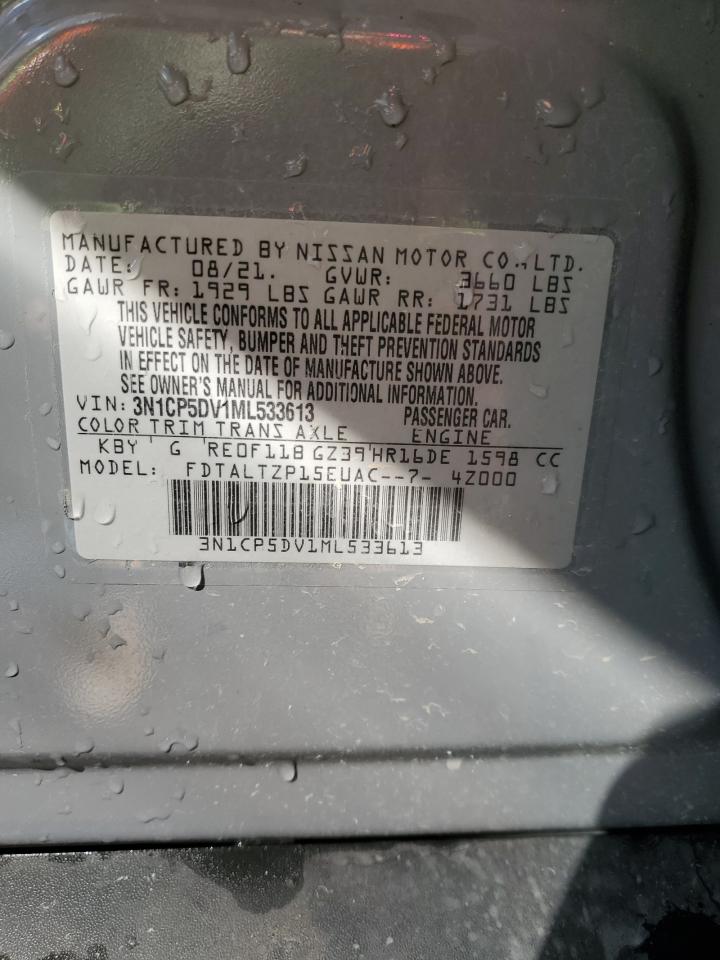 MANUFACTURED BY NISSAN MOTOR CO., LTD.
DATE: 08/21. GVWR: 3660 LBS
GAWR FR: 1929 LBS GAWR RR: 1731 LBS
THIS VEHICLE CONFORMS TO ALL APPLICABLE FEDERAL MOTOR
VEHICLE SAFETY, BUMPER AND THEFT PREVENTION STANDARDS
IN EFFECT ON THE DATE OF MANUFACTURE SHOWN ABOVE.
SEE OWNER'S MANUAL FOR ADDITIONAL INFORMATION.
VIN: 3N1CP5DV1ML533613 PASSENGER CAR.
COLOR TRIM TRANS AXLE ENGINE
KBY ' G 'RE0F11B GZ39'HR16DE 1598 CC
MODEL: FDTALTZP15EUAC--7- 4Z000
3N1CP5DV1ML533613